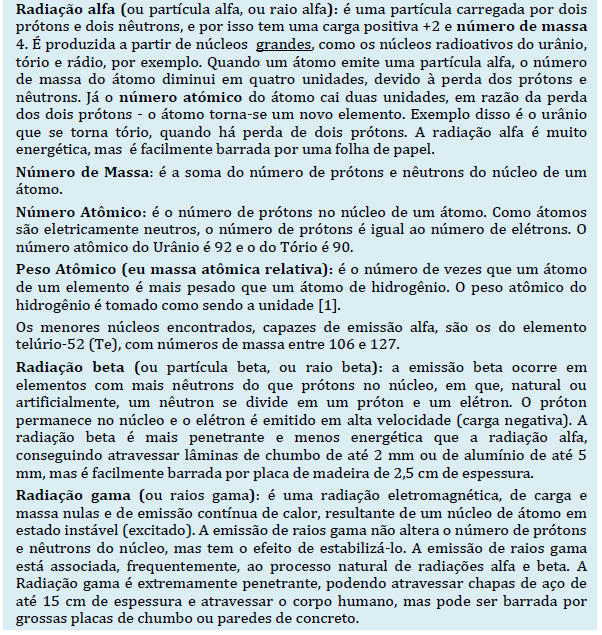 Radiação alfa (ou partícula alfa, ou raio alfa): é uma partícula carregada por dois
prótons e dois nêutrons, e por isso tem uma carga positiva +2 e número de massa
4. É produzida a partir de núcleos grandes, como os núcleos radioativos do urânio,
tório e rádio, por exemplo. Quando um átomo emite uma partícula alfa, o número
de massa do átomo diminui em quatro unidades, devido à perda dos prótons e
nêutrons. Já o número atómico do átomo cai duas unidades, em razão da perda
dos dois prótons - o átomo torna-se um novo elemento. Exemplo disso é o urânio
que se torna tório, quando há perda de dois prótons. A radiação alfa é muito
energética, mas é facilmente barrada por uma folha de papel.
Número de Massa: é a soma do número de prótons e nêutrons do núcleo de um
átomo.
Número Atômico: é o número de prótons no núcleo de um átomo. Como átomos
são eletricamente neutros, o número de prótons é igual ao número de elétrons. O
número atômico do Urânio é 92 e o do Tório é 90.
Peso Atômico (eu massa atômica relativa): é o número de vezes que um átomo
de um elemento é mais pesado que um átomo de hidrogênio. O peso atômico do
hidrogênio é tomado como sendo a unidade [1].
Os menores núcleos encontrados, capazes de emissão alfa, são os do elemento
telúrio-52 (Te), com números de massa entre 106 e 127.
Radiação beta (ou partícula beta, ou raio beta): a emissão beta ocorre em
elementos com mais nêutrons do que prótons no núcleo, em que, natural ou
artificialmente, um nêutron se divide em um próton e um elétron. O próton
permanece no núcleo e o elétron é emitido em alta velocidade (carga negativa). A
radiação beta é mais penetrante e menos energética que a radiação alfa,
conseguindo atravessar lâminas de chumbo de até 2 mm ou de alumínio de até 5
mm, mas é facilmente barrada por placa de madeira de 2,5 cm de espessura.
Radiação gama (ou raios gama): é uma radiação eletromagnética, de carga e
massa nulas e de emissão contínua de calor, resultante de um núcleo de átomo em
estado instável (excitado). A emissão de raios gama não altera o número de prótons
e nêutrons do núcleo, mas tem o efeito de estabilizá-lo. A emissão de raios gama
está associada, frequentemente, ao processo natural de radiações alfa e beta. A
Radiação gama é extremamente penetrante, podendo atravessar chapas de aço de
até 15 cm de espessura e atravessar o corpo humano, mas pode ser barrada por
grossas placas de chumbo ou paredes de concreto.